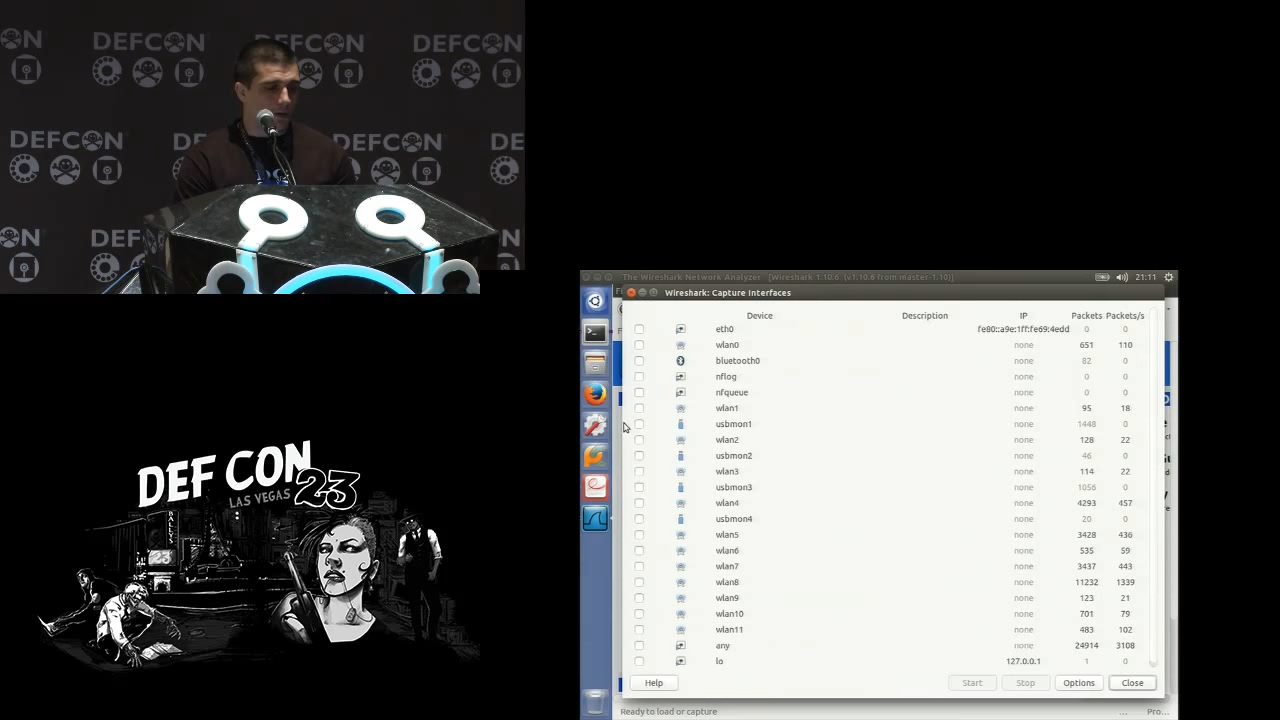 DEFCON
DEFCON
DEFCON
DEFCON
DEFCON
DEF CON 23
LAS VEGAS
BALLYS
23
The Wireshark Network Analyzer [Wireshark 1.10.6 (v1.10.6 from master-1.10)]
21:11
Wireshark: Capture Interfaces
Device Description IP Packets Packets/s
eth0 fe80::a9e:1ff:fe69:4edd 0 0
wlan0 none 651 110
bluetooth0 none 82 0
nflog none 0 0
nfqueue none 0 0
wlan1 none 95 18
usbmon1 none 1448 0
wlan2 none 128 22
usbmon2 none 46 0
wlan3 none 114 22
usbmon3 none 1056 0
wlan4 none 4293 457
usbmon4 none 20 0
wlan5 none 3428 436
wlan6 none 535 59
wlan7 none 3437 443
wlan8 none 11232 1339
wlan9 none 123 21
wlan10 none 701 79
wlan11 none 483 102
any none 24914 3108
lo 127.0.0.1 1 0
Help Start Stop Options Close
Ready to load or capture ... Pro...